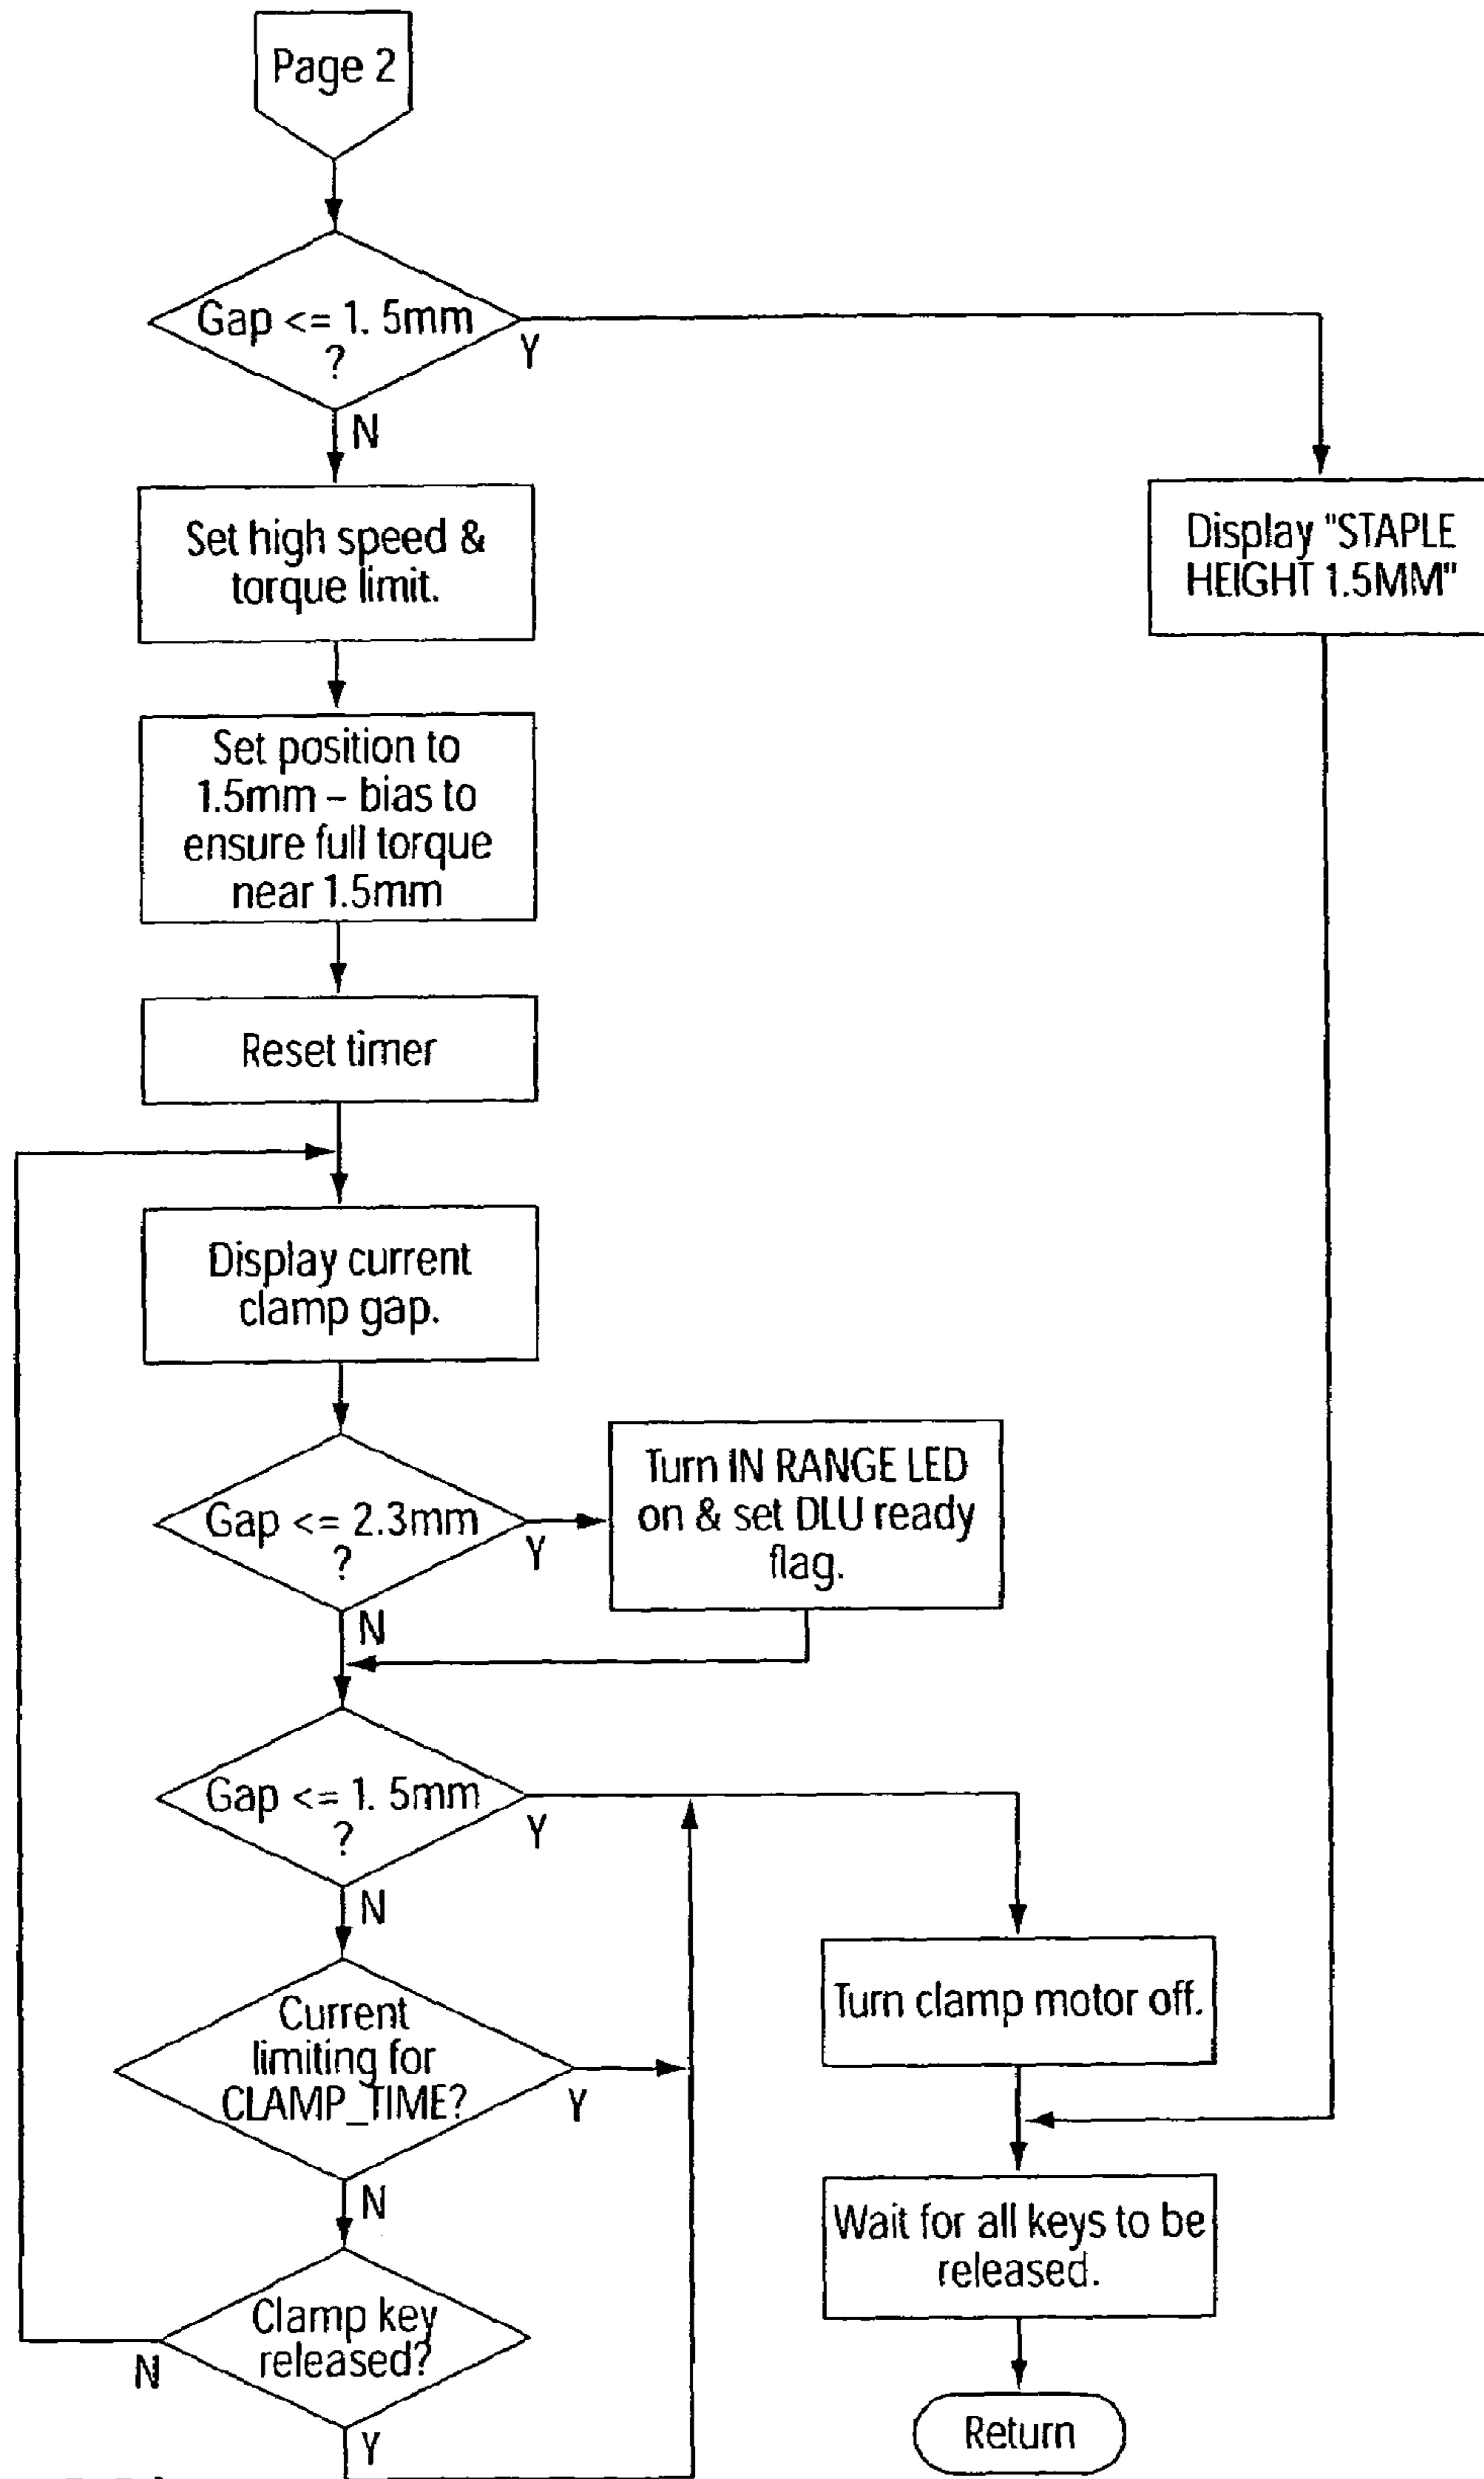 Page 2
Gap <= 1. 5mm
?
Y
N
Set high speed &
torque limit.
Display "STAPLE
HEIGHT 1.5MM"
Set position to
1.5mm – bias to
ensure full torque
near 1.5mm
Reset timer
Display current
clamp gap.
Gap <= 2.3mm
?
Y
N
Turn IN RANGE LED
on & set DLU ready
flag.
Gap <= 1. 5mm
?
Y
N
Current
limiting for
CLAMP_TIME?
Y
N
Turn clamp motor off.
Clamp key
released?
N
Y
Wait for all keys to be
released.
Return